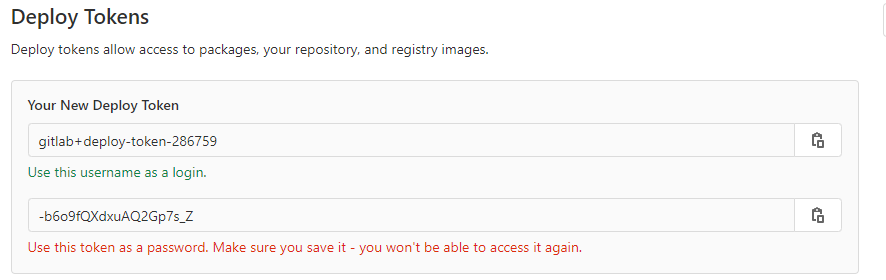 Deploy Tokens
Deploy tokens allow access to packages, your repository, and registry images.
Your New Deploy Token
gitlab+deploy-token-286759
Use this username as a login.
-b6o9fQXdxuAQ2Gp7s_Z
Use this token as a password. Make sure you save it - you won't be able to access it again.